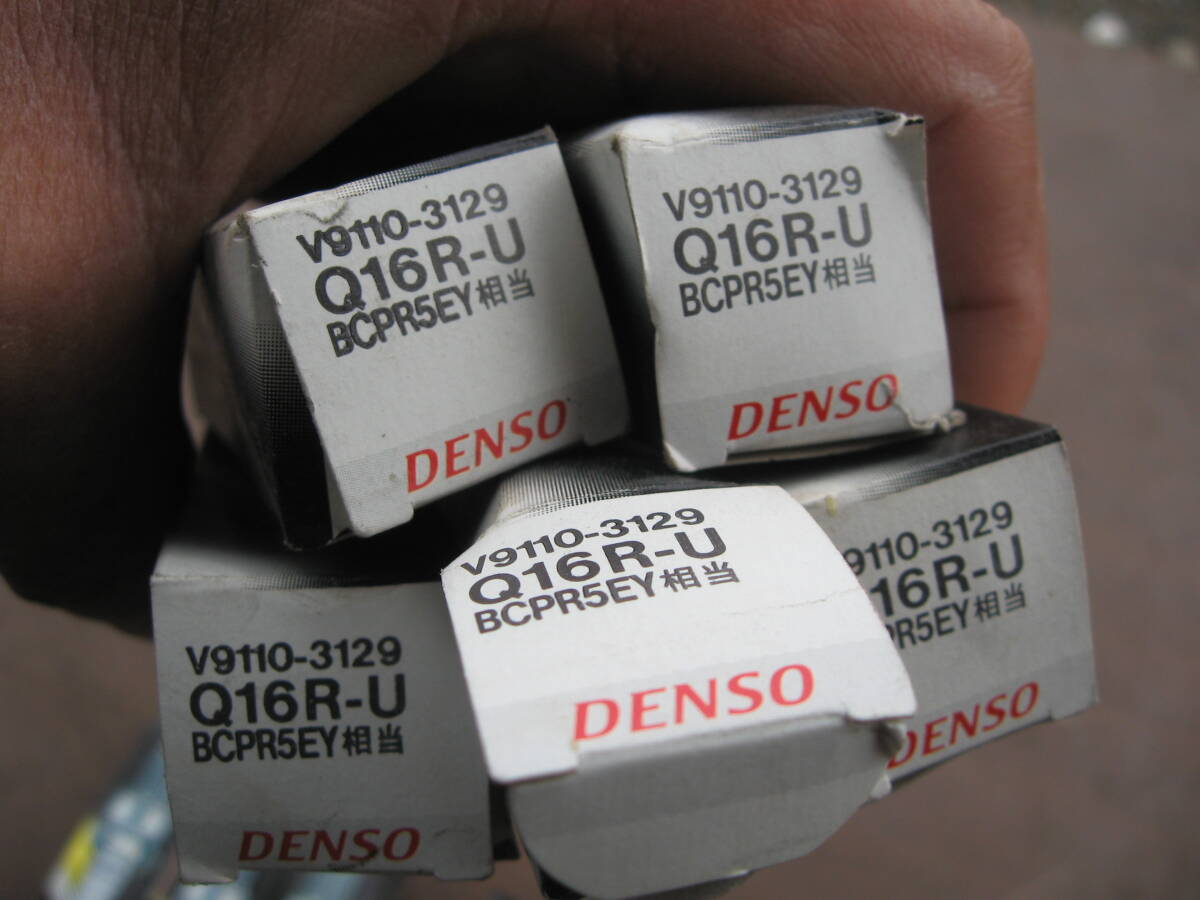 V9110-3129
Q16R-U
BCPR5EY相当
DENSO
V9110-3129
Q16R-U
BCPR5EY相当
DENSO
V9110-3129
Q16R-U
BCPR5EY相当
DENSO
V9110-3129
Q16R-U
BCPR5EY相当
DENSO
9110-3129
16R-U
PR5EY相当
DENSO